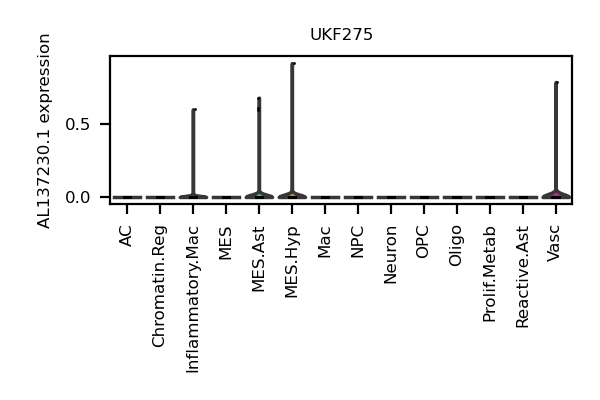 UKF275
AL137230.1 expression
0.5
0.0
AC
Chromatin.Reg
Inflammatory.Mac
MES
MES.Ast
MES.Hyp
Mac
NPC
Neuron
OPC
Oligo
Prolif.Metab
Reactive.Ast
Vasc